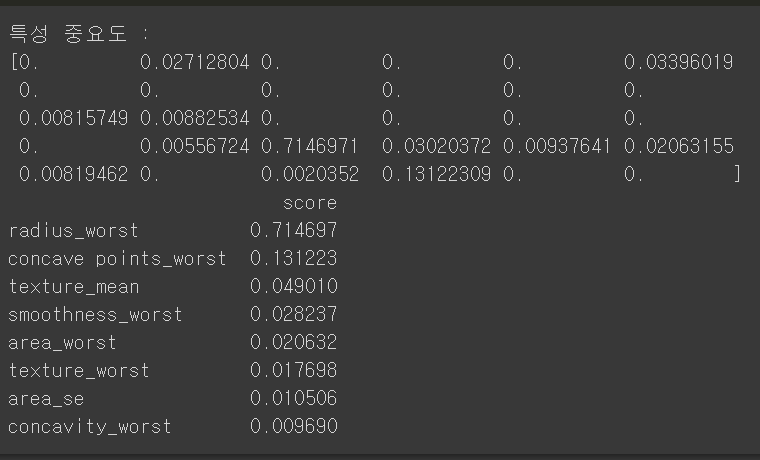 특성 중요도 :
[0.         0.02712804 0.         0.         0.         0.03396019
 0.         0.         0.         0.         0.         0.
 0.00815749 0.00882534 0.         0.         0.         0.
 0.         0.00556724 0.7146971  0.03020372 0.00937641 0.02063155
 0.00819462 0.         0.0020352  0.13122309 0.         0.        ]
score
radius_worst 0.714697
concave points_worst 0.131223
texture_mean 0.049010
smoothness_worst 0.028237
area_worst 0.020632
texture_worst 0.017698
area_se 0.010506
concavity_worst 0.009690